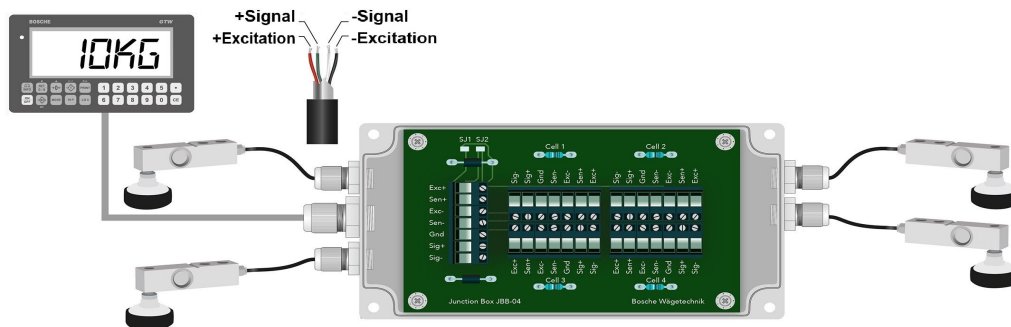 BOSCHE
GTW
10KG
1 2 3 4 5 •
6 7 8 9 0 CE
+Signal
-Signal
+Excitation
-Excitation
SJ1 SJ2
Cell 1
Cell 2
Sig- Sig+ Gnd Sen- Exc- Sen+ Exc+
Sig- Sig+ Gnd Sen- Exc- Sen+ Exc+
Exc+
Sen+
Exc-
Sen-
Gnd
Sig+
Sig-
Exc+ Sen+ Exc- Sen- Gnd Sig+ Sig-
Exc+ Sen+ Exc- Sen- Gnd Sig+ Sig-
Cell 3
Cell 4
Junction Box JBB-04
Bosche Wägetechnik